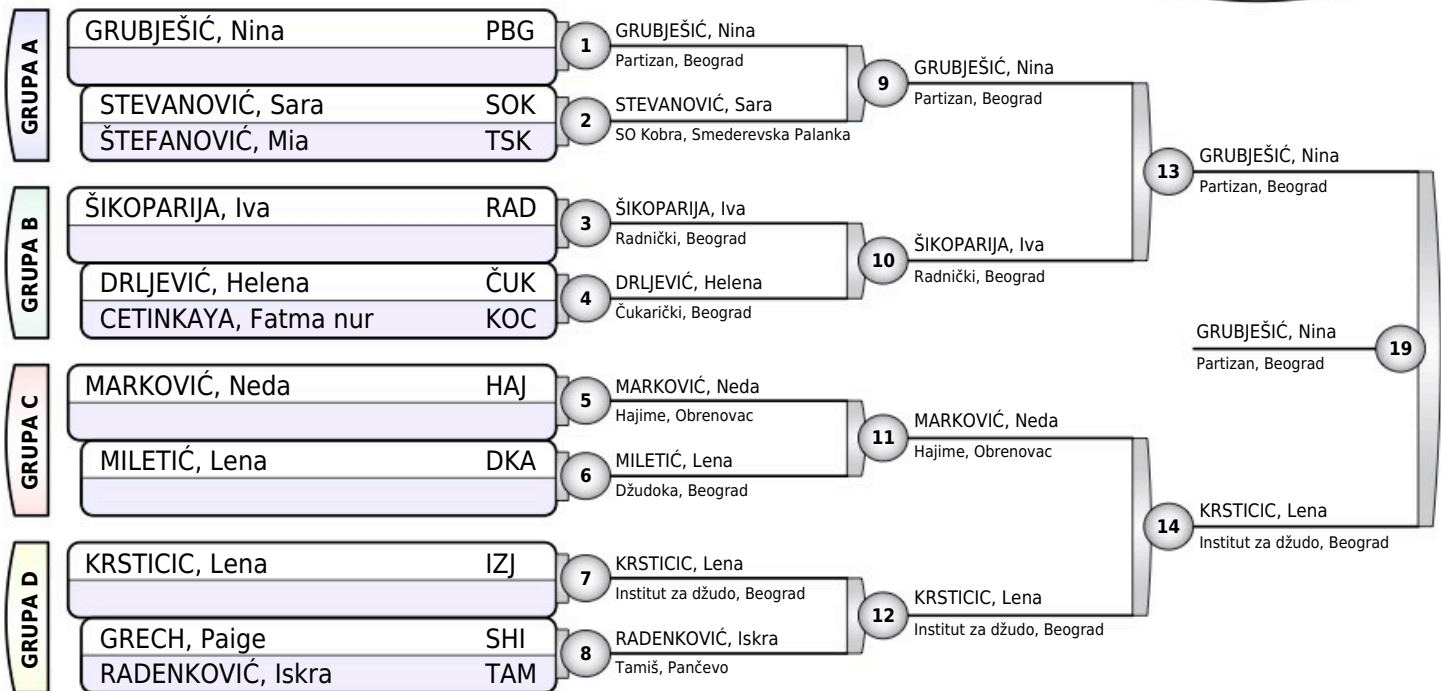 GRUPA A
GRUBJEŠIĆ, Nina PBG
STEVANOVIĆ, Sara SOK
ŠTEFANOVIĆ, Mia TSK
GRUPA B
ŠIKOPARIJA, Iva RAD
DRLJEVIĆ, Helena ČUK
CETINKAYA, Fatma nur KOC
GRUPA C
MARKOVIĆ, Neda HAJ
MILETIĆ, Lena DKA
GRUPA D
KRSTICIC, Lena IZJ
GRECH, Paige SHI
RADENKOVIĆ, Iskra TAM
1
GRUBJEŠIĆ, Nina
Partizan, Beograd
2
STEVANOVIĆ, Sara
SO Kobra, Smederevska Palanka
3
ŠIKOPARIJA, Iva
Radnički, Beograd
4
DRLJEVIĆ, Helena
Čukarički, Beograd
5
MARKOVIĆ, Neda
Hajime, Obrenovac
6
MILETIĆ, Lena
Džudoka, Beograd
7
KRSTICIC, Lena
Institut za džudo, Beograd
8
RADENKOVIĆ, Iskra
Tamiš, Pančevo
9
GRUBJEŠIĆ, Nina
Partizan, Beograd
10
ŠIKOPARIJA, Iva
Radnički, Beograd
11
MARKOVIĆ, Neda
Hajime, Obrenovac
12
KRSTICIC, Lena
Institut za džudo, Beograd
13
GRUBJEŠIĆ, Nina
Partizan, Beograd
14
KRSTICIC, Lena
Institut za džudo, Beograd
GRUBJEŠIĆ, Nina
Partizan, Beograd
19